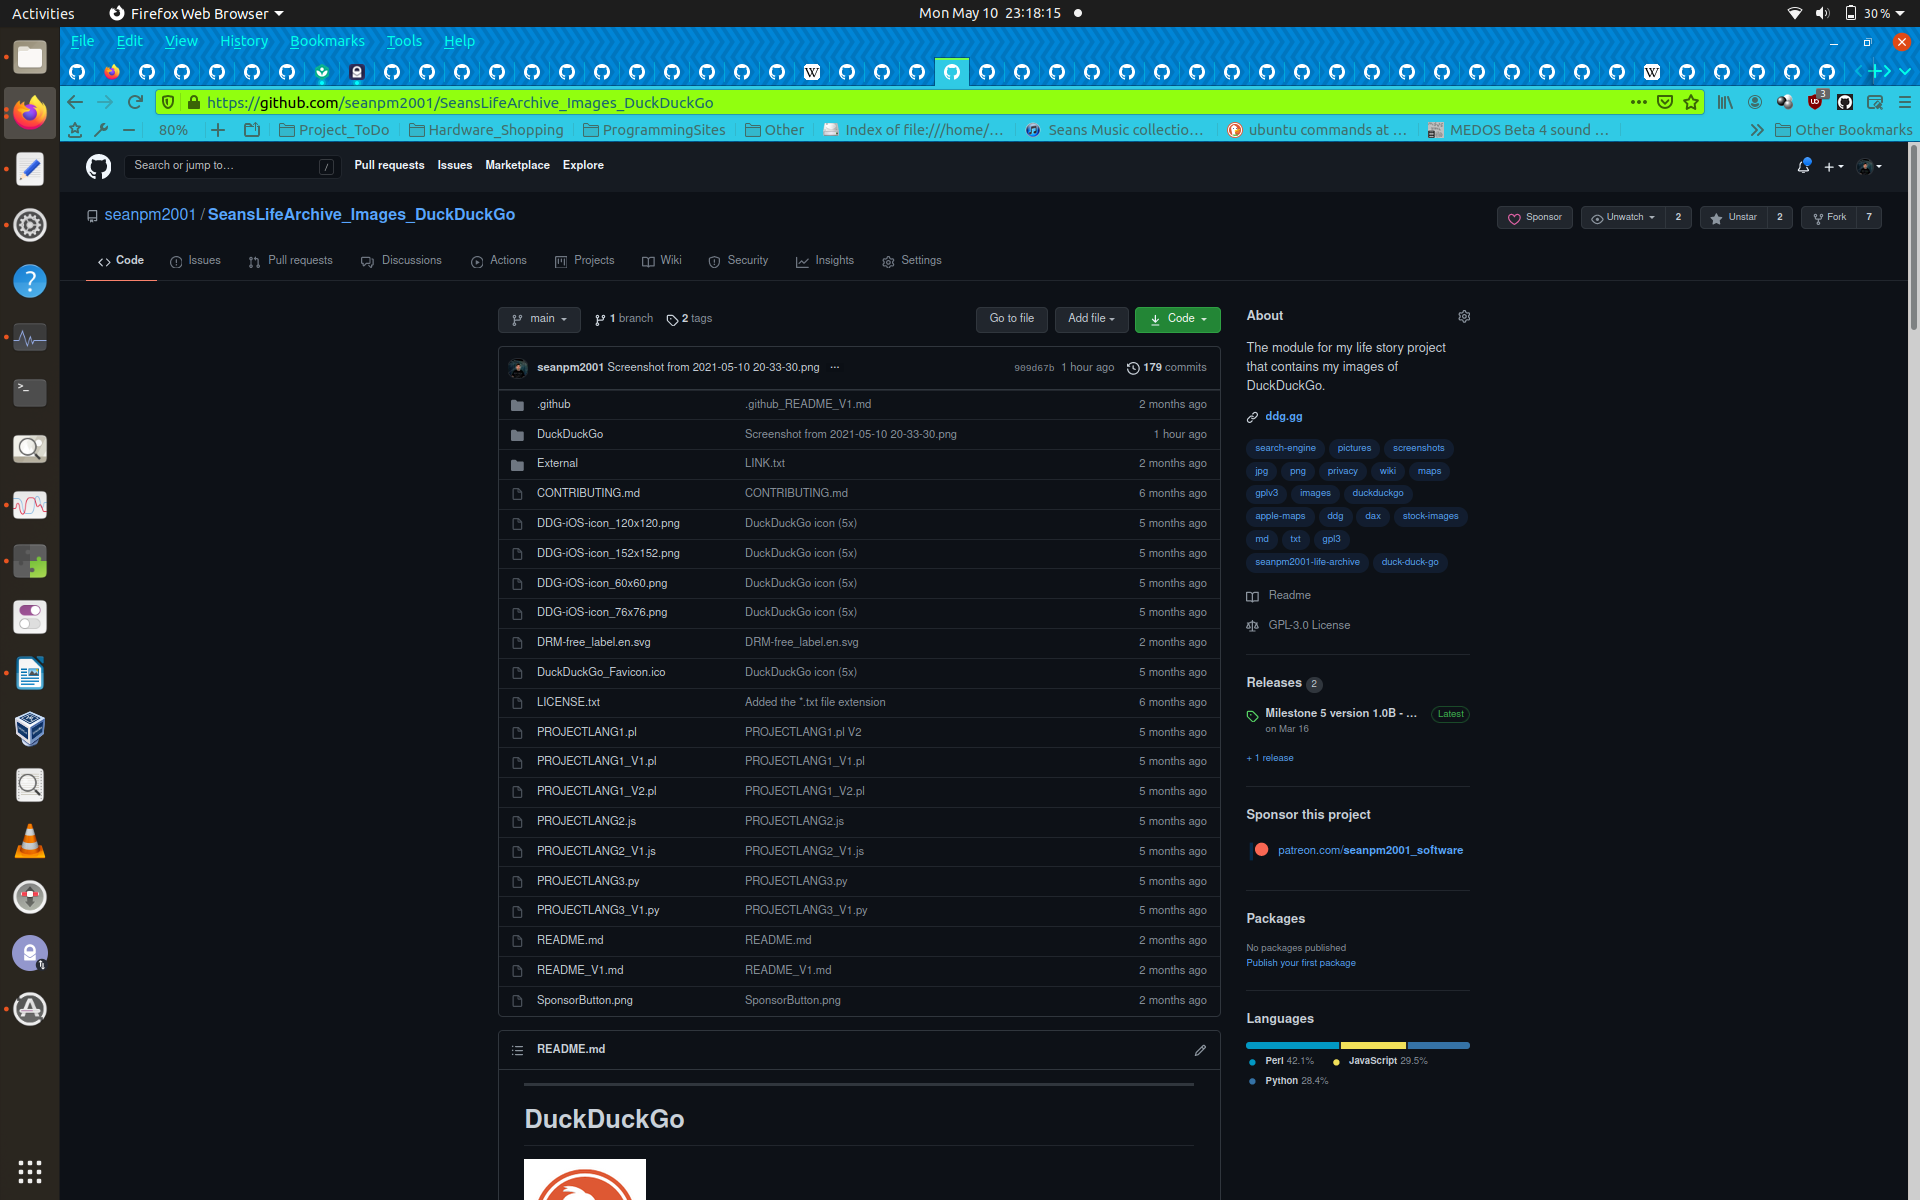 Activities Firefox Web Browser Mon May 10 23:18:15 30 %
File Edit View History Bookmarks Tools Help
https://github.com/seanpm2001/SeansLifeArchive_Images_DuckDuckGo 3
80% Project_ToDo Hardware_Shopping ProgrammingSites Other Index of file:///home/... Seans Music collectio... ubuntu commands at ... MEDOS Beta 4 sound ... Other Bookmarks
Search or jump to... / Pull requests Issues Marketplace Explore
seanpm2001 / SeansLifeArchive_Images_DuckDuckGo Sponsor Unwatch 2 Unstar 2 Fork 7
Code Issues Pull requests Discussions Actions Projects Wiki Security Insights Settings
main 1 branch 2 tags Go to file Add file Code
seanpm2001 Screenshot from 2021-05-10 20-33-30.png ... 909d67b 1 hour ago 179 commits
.github .github_README_V1.md 2 months ago
DuckDuckGo Screenshot from 2021-05-10 20-33-30.png 1 hour ago
External LINK.txt 2 months ago
CONTRIBUTING.md CONTRIBUTING.md 6 months ago
DDG-iOS-icon_120x120.png DuckDuckGo icon (5x) 5 months ago
DDG-iOS-icon_152x152.png DuckDuckGo icon (5x) 5 months ago
DDG-iOS-icon_60x60.png DuckDuckGo icon (5x) 5 months ago
DDG-iOS-icon_76x76.png DuckDuckGo icon (5x) 5 months ago
DRM-free_label.en.svg DRM-free_label.en.svg 2 months ago
DuckDuckGo_Favicon.ico DuckDuckGo icon (5x) 5 months ago
LICENSE.txt Added the *.txt file extension 6 months ago
PROJECTLANG1.pl PROJECTLANG1.pl V2 5 months ago
PROJECTLANG1_V1.pl PROJECTLANG1_V1.pl 5 months ago
PROJECTLANG1_V2.pl PROJECTLANG1_V2.pl 5 months ago
PROJECTLANG2.js PROJECTLANG2.js 5 months ago
PROJECTLANG2_V1.js PROJECTLANG2_V1.js 5 months ago
PROJECTLANG3.py PROJECTLANG3.py 5 months ago
PROJECTLANG3_V1.py PROJECTLANG3_V1.py 5 months ago
README.md README.md 2 months ago
README_V1.md README_V1.md 2 months ago
SponsorButton.png SponsorButton.png 2 months ago
README.md
DuckDuckGo
About
The module for my life story project
that contains my images of
DuckDuckGo.
ddg.gg
search-engine pictures screenshots
jpg png privacy wiki maps
gplv3 images duckduckgo
apple-maps ddg dax stock-images
md txt gpl3
seanpm2001-life-archive duck-duck-go
Readme
GPL-3.0 License
Releases 2
Milestone 5 version 1.0B - ... Latest
on Mar 16
+ 1 release
Sponsor this project
patreon.com/seanpm2001_software
Packages
No packages published
Publish your first package
Languages
Perl 42.1% JavaScript 29.5%
Python 28.4%